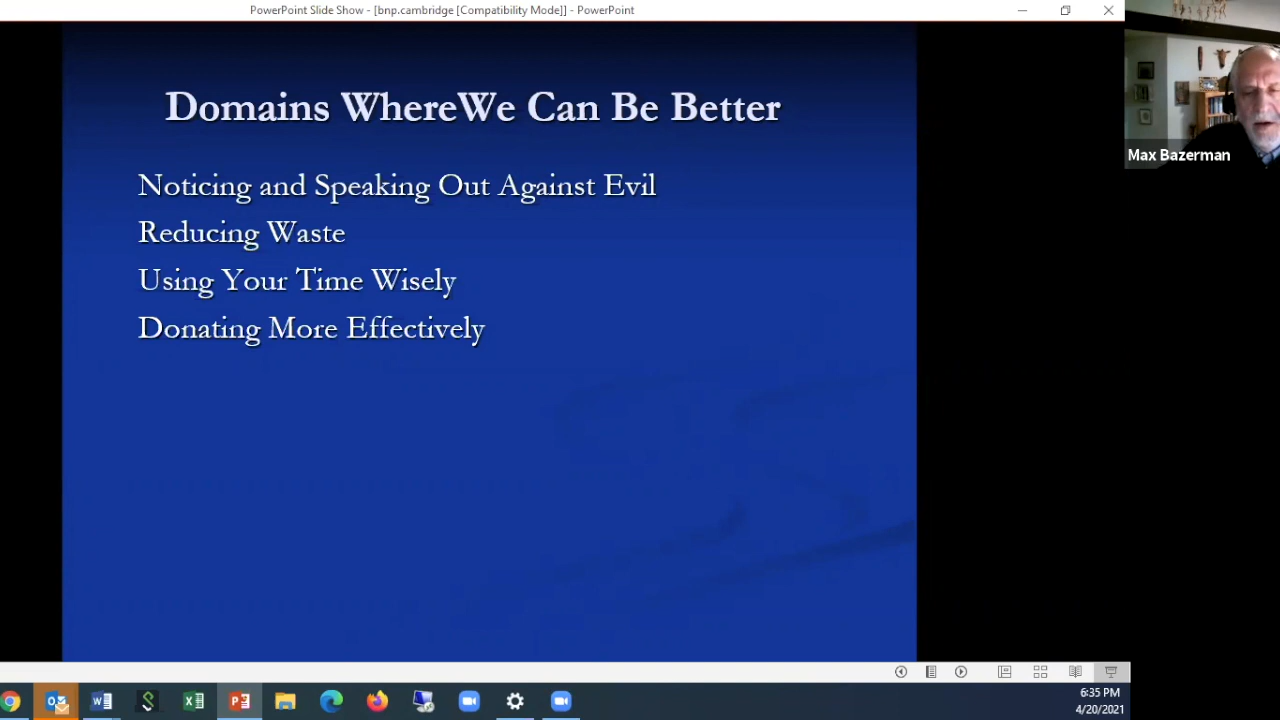 PowerPoint Slide Show - [bnp.cambridge [Compatibility Mode]] - PowerPoint
Domains WhereWe Can Be Better
Noticing and Speaking Out Against Evil
Reducing Waste
Using Your Time Wisely
Donating More Effectively
Max Bazerman
6:35 PM
4/20/2021